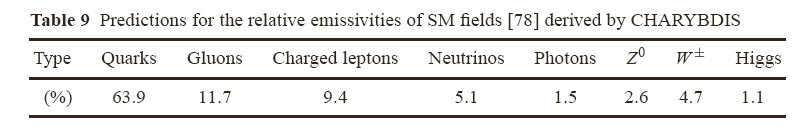 Table 9 Predictions for the relative emissivities of SM fields [78] derived by CHARYBDIS
Type Quarks Gluons Charged leptons Neutrinos Photons Z⁰ W± Higgs
(%) 63.9 11.7 9.4 5.1 1.5 2.6 4.7 1.1